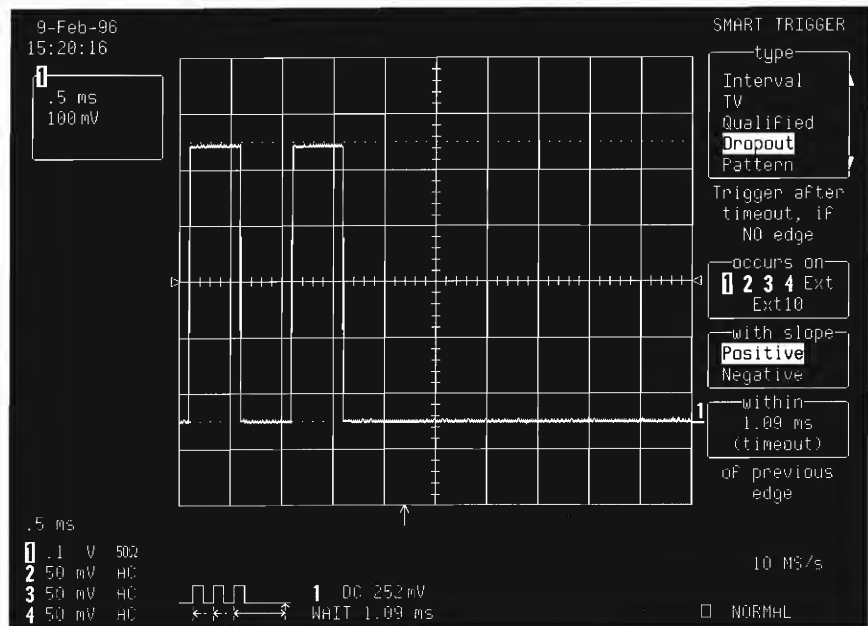 9-Feb-96
15:20:16
1
.5 ms
100 mV
SMART TRIGGER
type
Interval
TV
Qualified
Dropout
Pattern
Trigger after
timeout, if
NO edge
occurs on
1 2 3 4 Ext
Ext10
with slope
Positive
Negative
within
1.09 ms
(timeout)
of previous
edge
1
.5 ms
1 .1 V 50Ω
2 50 mV AC
3 50 mV AC
4 50 mV AC
1 DC 252 mV
WAIT 1.09 ms
10 MS/s
NORMAL